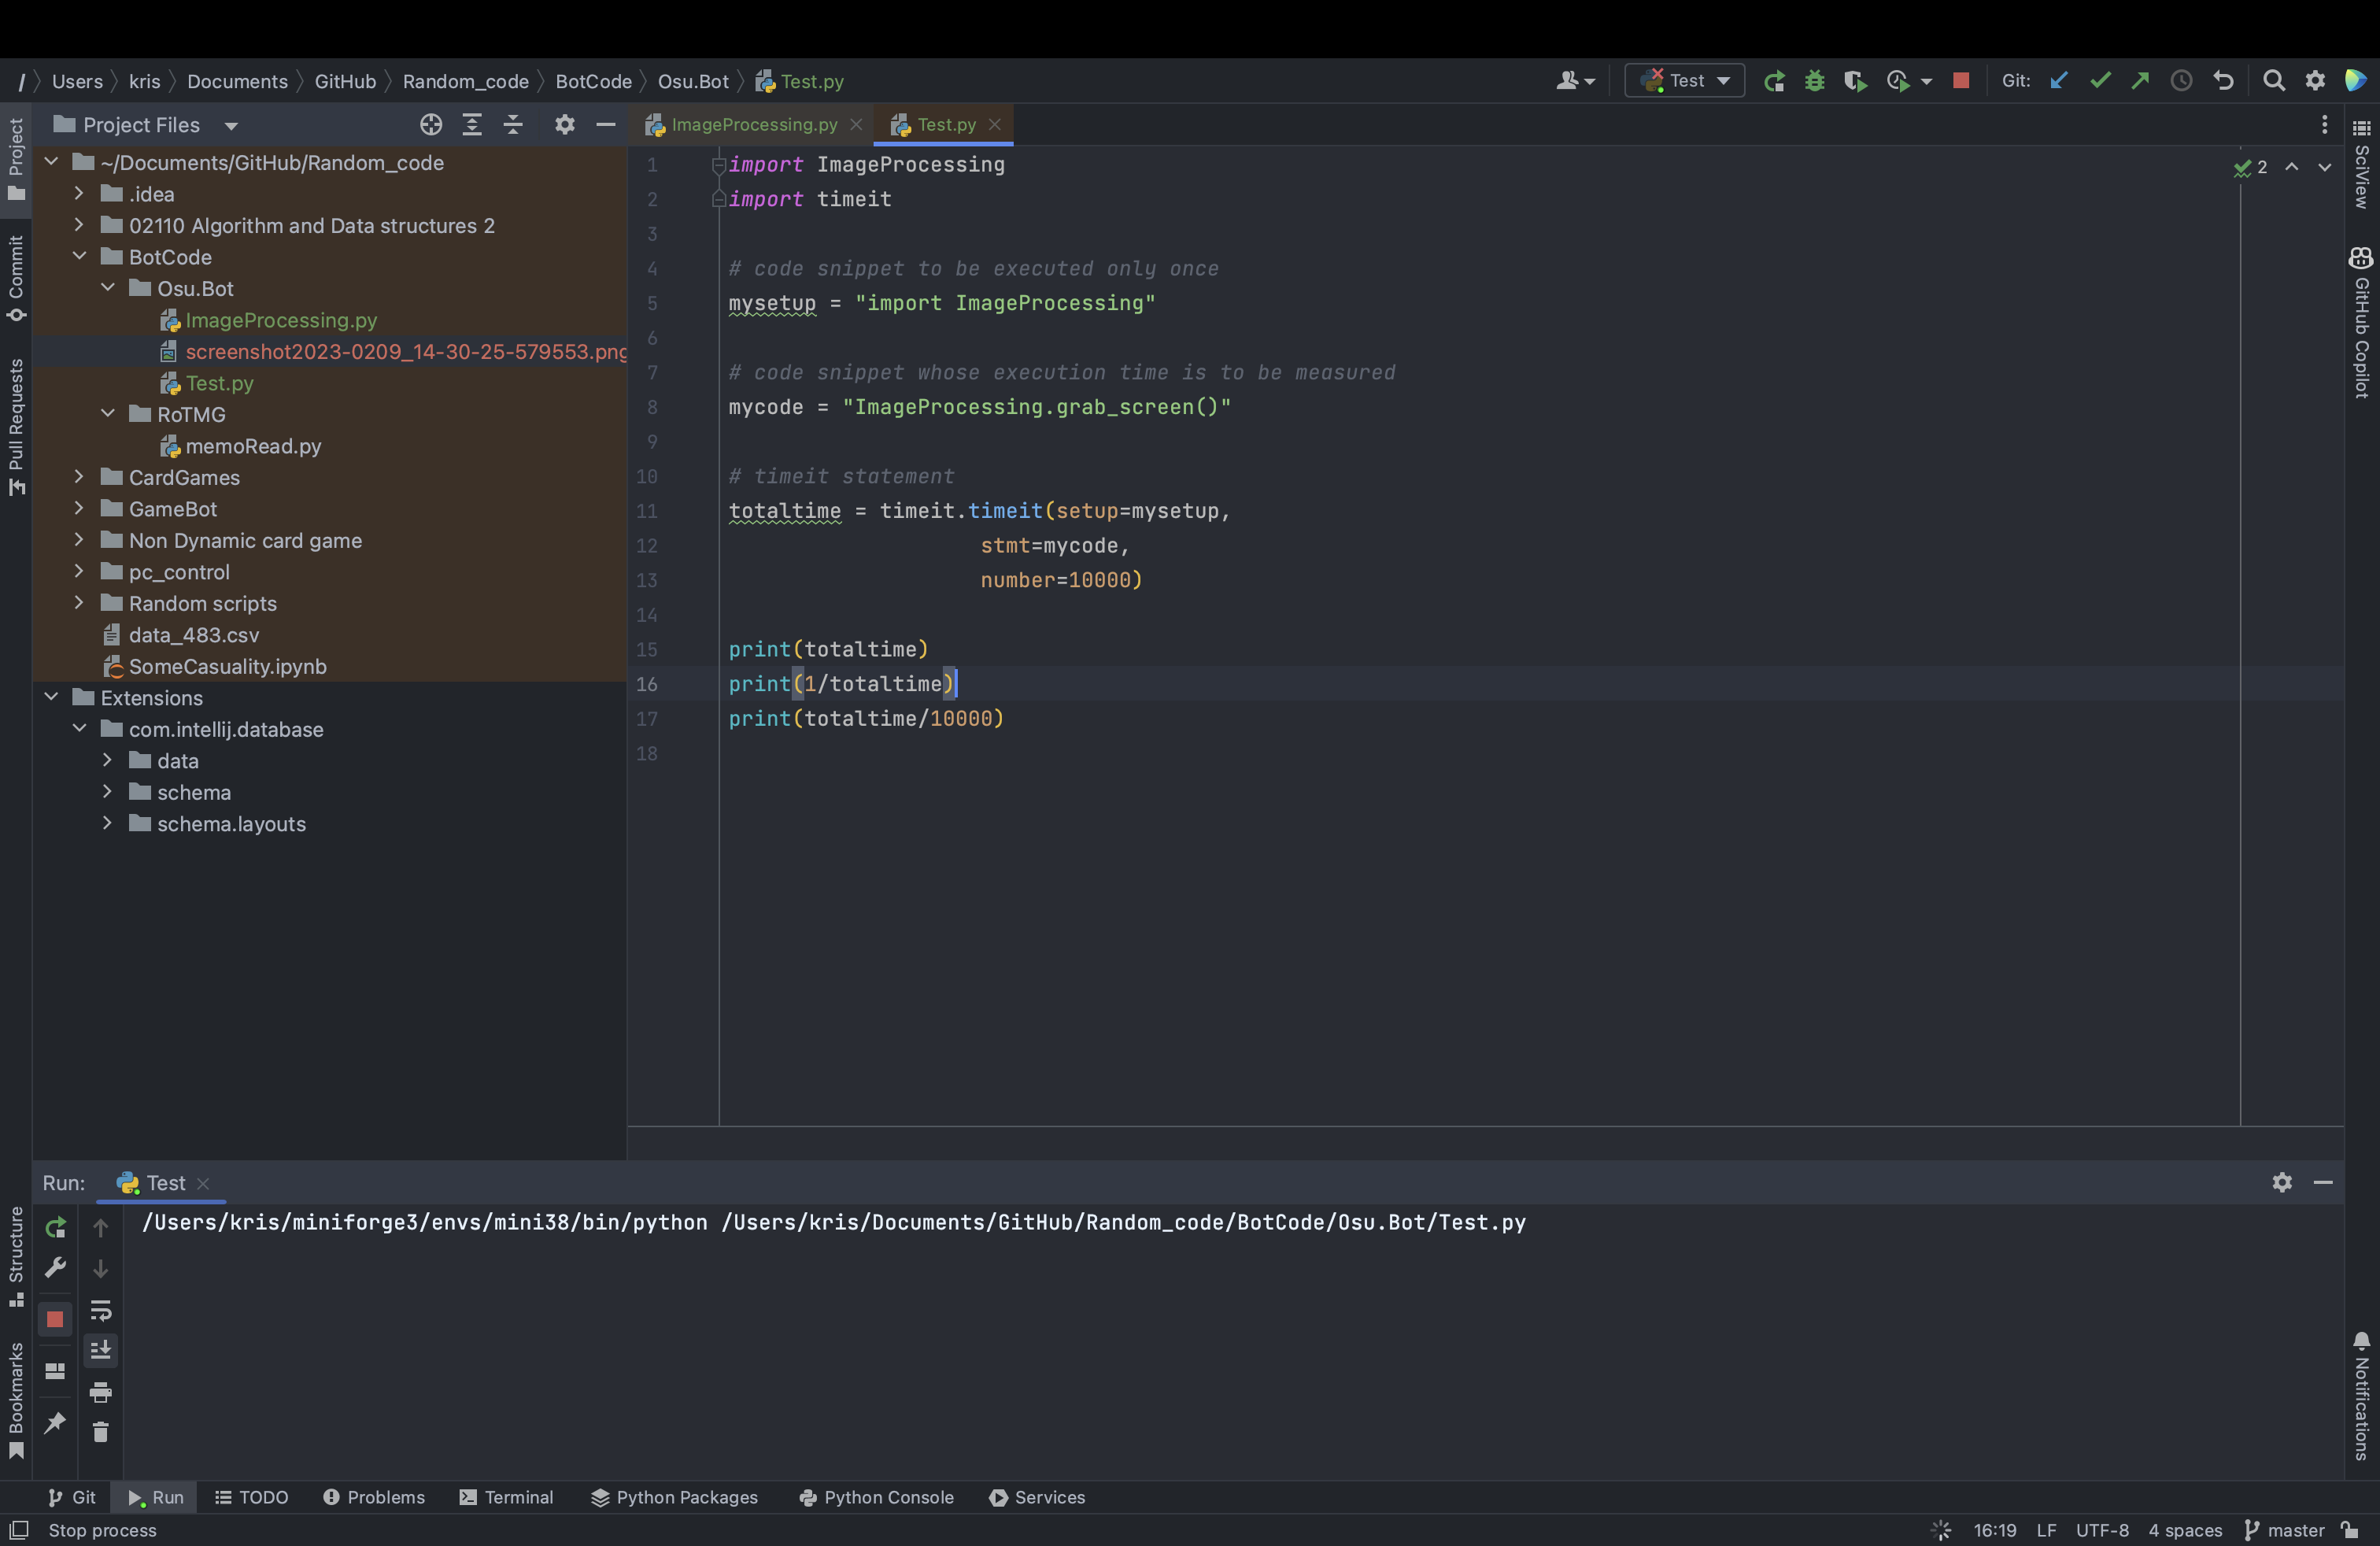 / Users kris Documents GitHub Random_code BotCode Osu.Bot Test.py
Test
Git:
Project
Commit
Pull Requests
Structure
Bookmarks
Project Files
~/Documents/GitHub/Random_code
.idea
02110 Algorithm and Data structures 2
BotCode
Osu.Bot
ImageProcessing.py
screenshot2023-0209_14-30-25-579553.png
Test.py
RoTMG
memoRead.py
CardGames
GameBot
Non Dynamic card game
pc_control
Random scripts
data_483.csv
SomeCasuality.ipynb
Extensions
com.intellij.database
data
schema
schema.layouts
ImageProcessing.py Test.py
1 import ImageProcessing
2 import timeit
3
4 # code snippet to be executed only once
5 mysetup = "import ImageProcessing"
6
7 # code snippet whose execution time is to be measured
8 mycode = "ImageProcessing.grab_screen()"
9
10 # timeit statement
11 totaltime = timeit.timeit(setup=mysetup,
12 stmt=mycode,
13 number=10000)
14
15 print(totaltime)
16 print(1/totaltime)
17 print(totaltime/10000)
18
2
SciView
GitHub Copilot
Notifications
Run: Test
/Users/kris/miniforge3/envs/mini38/bin/python /Users/kris/Documents/GitHub/Random_code/BotCode/Osu.Bot/Test.py
Git Run TODO Problems Terminal Python Packages Python Console Services
Stop process 16:19 LF UTF-8 4 spaces master